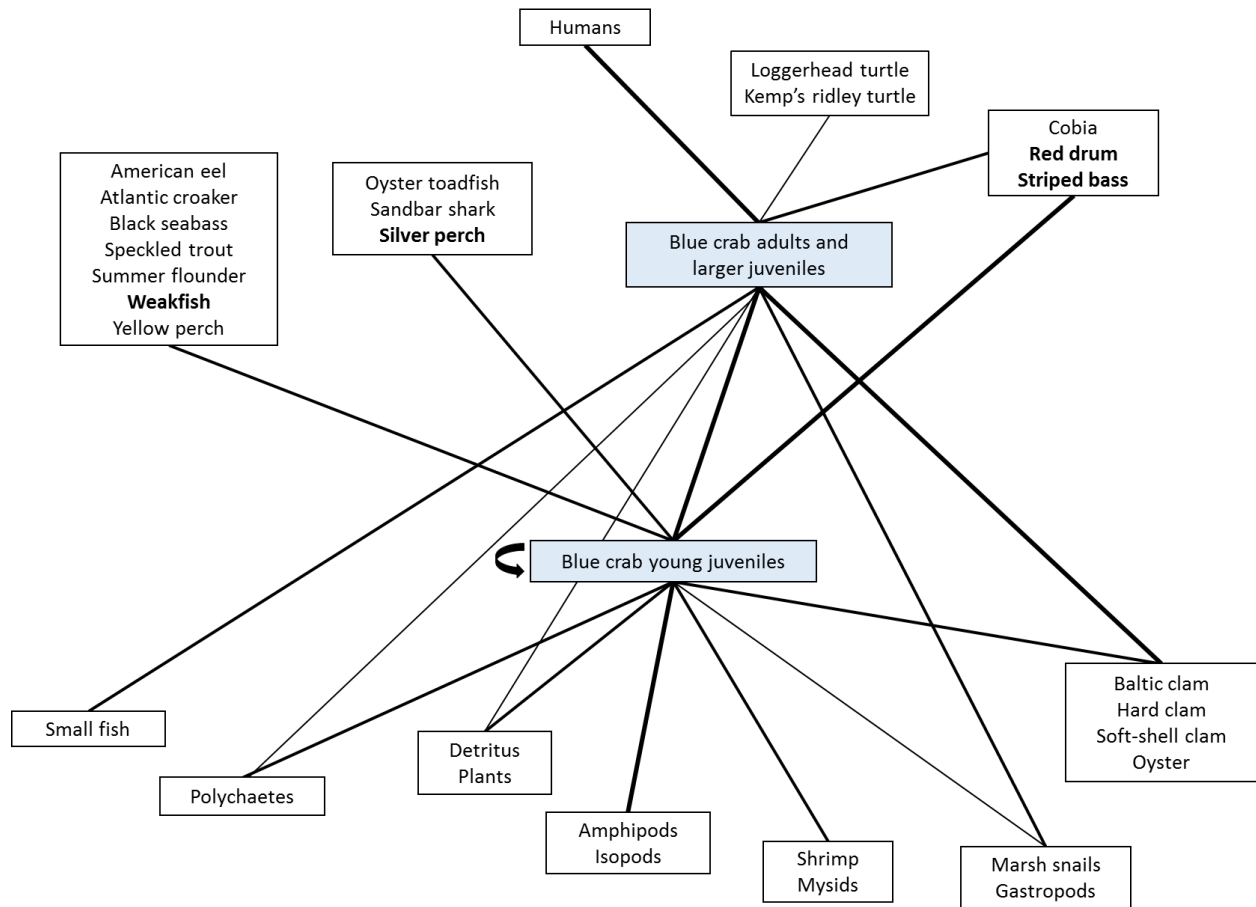 Humans
Loggerhead turtle
Kemp's ridley turtle
Cobia
Red drum
Striped bass
American eel
Atlantic croaker
Black seabass
Speckled trout
Summer flounder
Weakfish
Yellow perch
Oyster toadfish
Sandbar shark
Silver perch
Blue crab adults and
larger juveniles
Blue crab young juveniles
Small fish
Polychaetes
Detritus
Plants
Amphipods
Isopods
Shrimp
Mysids
Marsh snails
Gastropods
Baltic clam
Hard clam
Soft-shell clam
Oyster